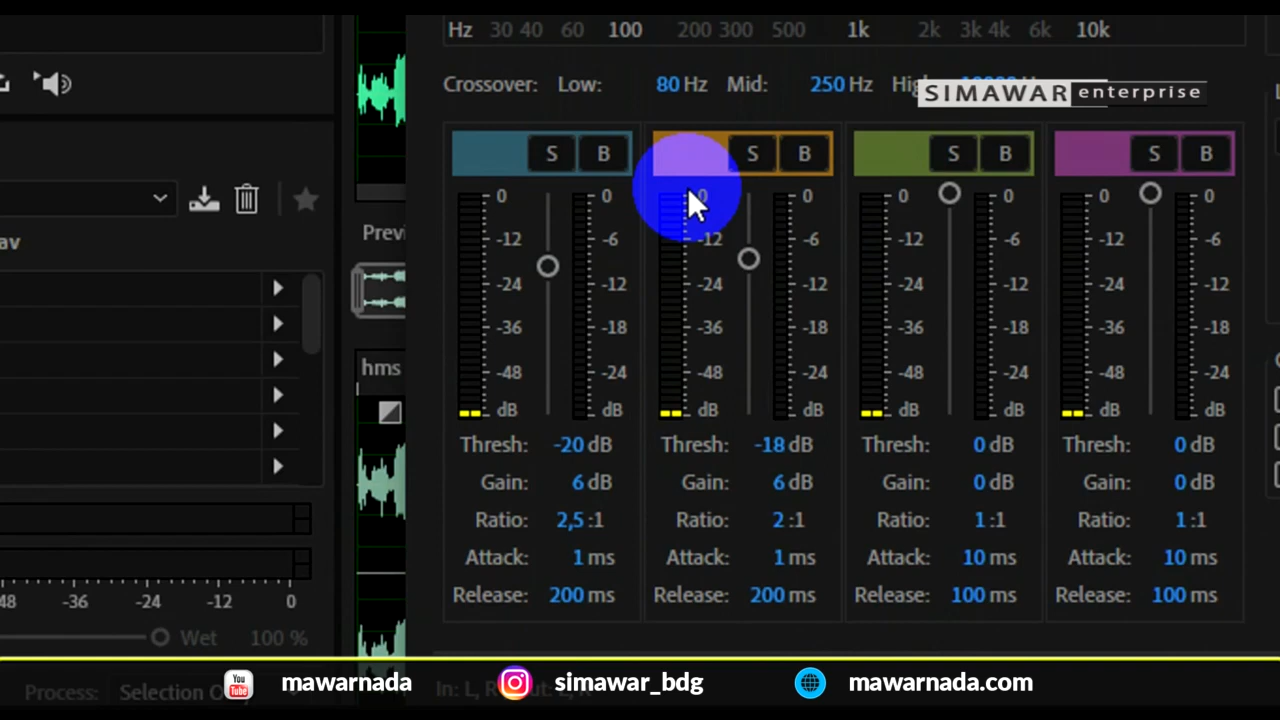 Hz 30 40 60 100 200 300 500 1k 2k 3k 4k 6k 10k
Crossover: Low: 80 Hz Mid: 250 Hz
SIMAWAR enterprise
S B S B S B S B
0 0 0 0 0 0 0
-12 -6 -12 -6 -12 -6 -12 -6
-24 -12 -24 -12 -24 -12 -24 -12
-36 -18 -36 -18 -36 -18 -36 -18
-48 -24 -48 -24 -48 -24 -48 -24
dB dB dB dB dB dB dB dB
Thresh: -20 dB Thresh: -18 dB Thresh: 0 dB Thresh: 0 dB
Gain: 6 dB Gain: 6 dB Gain: 0 dB Gain: 0 dB
Ratio: 2,5 :1 Ratio: 2 :1 Ratio: 1 :1 Ratio: 1 :1
Attack: 1 ms Attack: 1 ms Attack: 10 ms Attack: 10 ms
Release: 200 ms Release: 200 ms Release: 100 ms Release: 100 ms
av
Previ
hms
48 -36 -24 -12 0
Wet 100 %
Process: Selection O
You Tube mawarnada simawar_bdg mawarnada.com